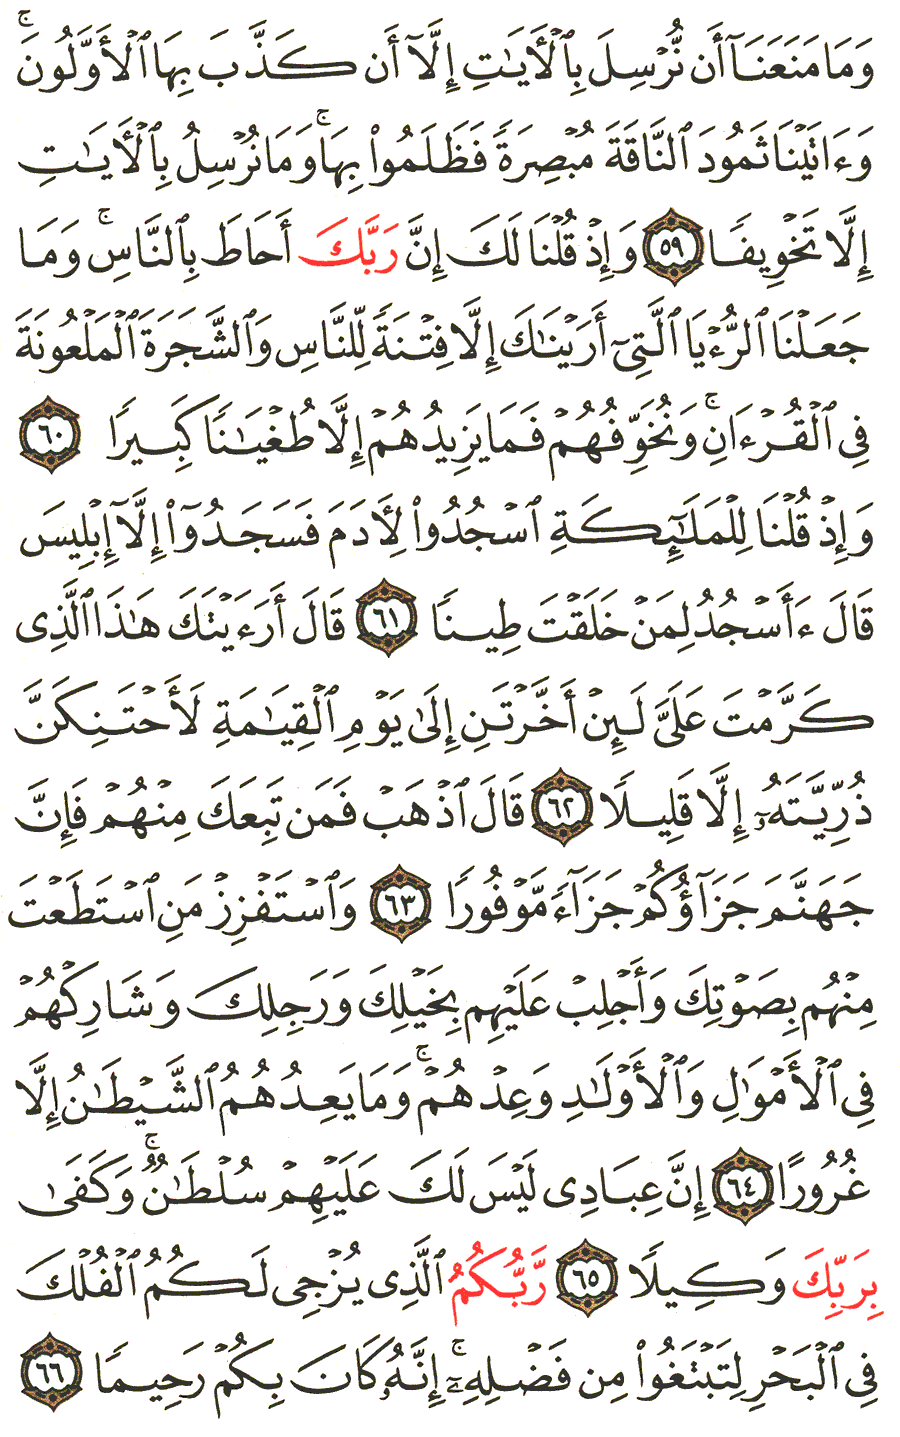 وَمَا مَنَعَنَآ أَن نُّرْسِلَ بِٱلْأَيَـٰتِ إِلَّآ أَن كَذَّبَ بِهَا ٱلْأَوَّلُونَ ۚ
وَءَاتَيْنَا ثَمُودَ ٱلنَّاقَةَ مُبْصِرَةً فَظَلَمُوا۟ بِهَا ۚ وَمَا نُرْسِلُ بِٱلْأَيَـٰتِ
إِلَّا تَخْوِيفًا ٥٩ وَإِذْ قُلْنَا لَكَ إِنَّ رَبَّكَ أَحَاطَ بِٱلنَّاسِ ۚ وَمَا
جَعَلْنَا ٱلرُّءْيَا ٱلَّتِىٓ أَرَيْنَـٰكَ إِلَّا فِتْنَةً لِّلنَّاسِ وَٱلشَّجَرَةَ ٱلْمَلْعُونَةَ
فِى ٱلْقُرْءَانِ ۚ وَنُخَوِّفُهُمْ فَمَا يَزِيدُهُمْ إِلَّا طُغْيَـٰنًا كَبِيرًا ٦٠
وَإِذْ قُلْنَا لِلْمَلَـٰٓئِكَةِ ٱسْجُدُوا۟ لِأَدَمَ فَسَجَدُوٓا۟ إِلَّآ إِبْلِيسَ
قَالَ ءَأَسْجُدُ لِمَنْ خَلَقْتَ طِينًا ٦١ قَالَ أَرَءَيْتَكَ هَـٰذَا ٱلَّذِى
كَرَّمْتَ عَلَىَّ لَئِنْ أَخَّرْتَنِ إِلَىٰ يَوْمِ ٱلْقِيَـٰمَةِ لَأَحْتَنِكَنَّ
ذُرِّيَّتَهُۥٓ إِلَّا قَلِيلًا ٦٢ قَالَ ٱذْهَبْ فَمَن تَبِعَكَ مِنْهُمْ فَإِنَّ
جَهَنَّمَ جَزَآؤُكُمْ جَزَآءً مَّوْفُورًا ٦٣ وَٱسْتَفْزِزْ مَنِ ٱسْتَطَعْتَ
مِنْهُم بِصَوْتِكَ وَأَجْلِبْ عَلَيْهِم بِخَيْلِكَ وَرَجِلِكَ وَشَارِكْهُمْ
فِى ٱلْأَمْوَٰلِ وَٱلْأَوْلَـٰدِ وَعِدْهُمْ ۚ وَمَا يَعِدُهُمُ ٱلشَّيْطَـٰنُ إِلَّا
غُرُورًا ٦٤ إِنَّ عِبَادِى لَيْسَ لَكَ عَلَيْهِمْ سُلْطَـٰنٌ ۚ وَكَفَىٰ
بِرَبِّكَ وَكِيلًا ٦٥ رَّبُّكُمُ ٱلَّذِى يُزْجِى لَكُمُ ٱلْفُلْكَ
فِى ٱلْبَحْرِ لِتَبْتَغُوا۟ مِن فَضْلِهِۦٓ ۚ إِنَّهُۥ كَانَ بِكُمْ رَحِيمًا ٦٦